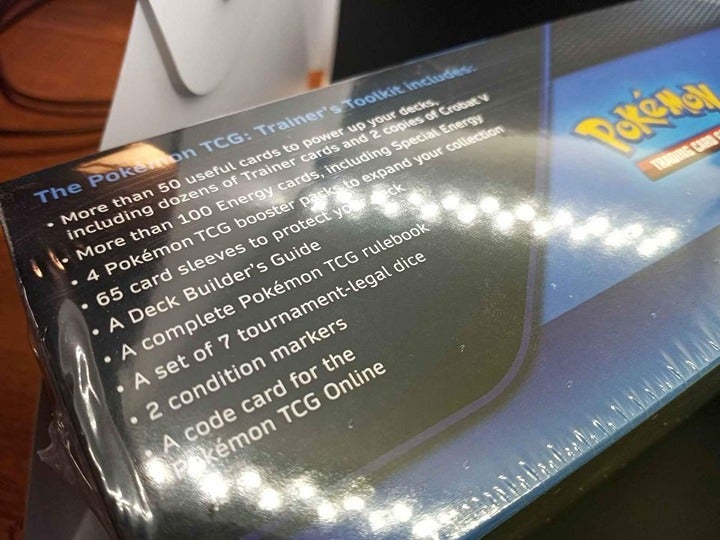 The Pokémon TCG: Trainer's Toolkit includes:
• More than 50 useful cards to power up your decks,
including dozens of Trainer cards and 2 copies of Crobat V
• More than 100 Energy cards, including Special Energy
• 4 Pokémon TCG booster packs to expand your collection
• 65 card sleeves to protect your deck
• A Deck Builder's Guide
• A complete Pokémon TCG rulebook
• A set of 7 tournament-legal dice
• 2 condition markers
• A code card for the
Pokémon TCG Online
POKÉMON
TRADING CARD